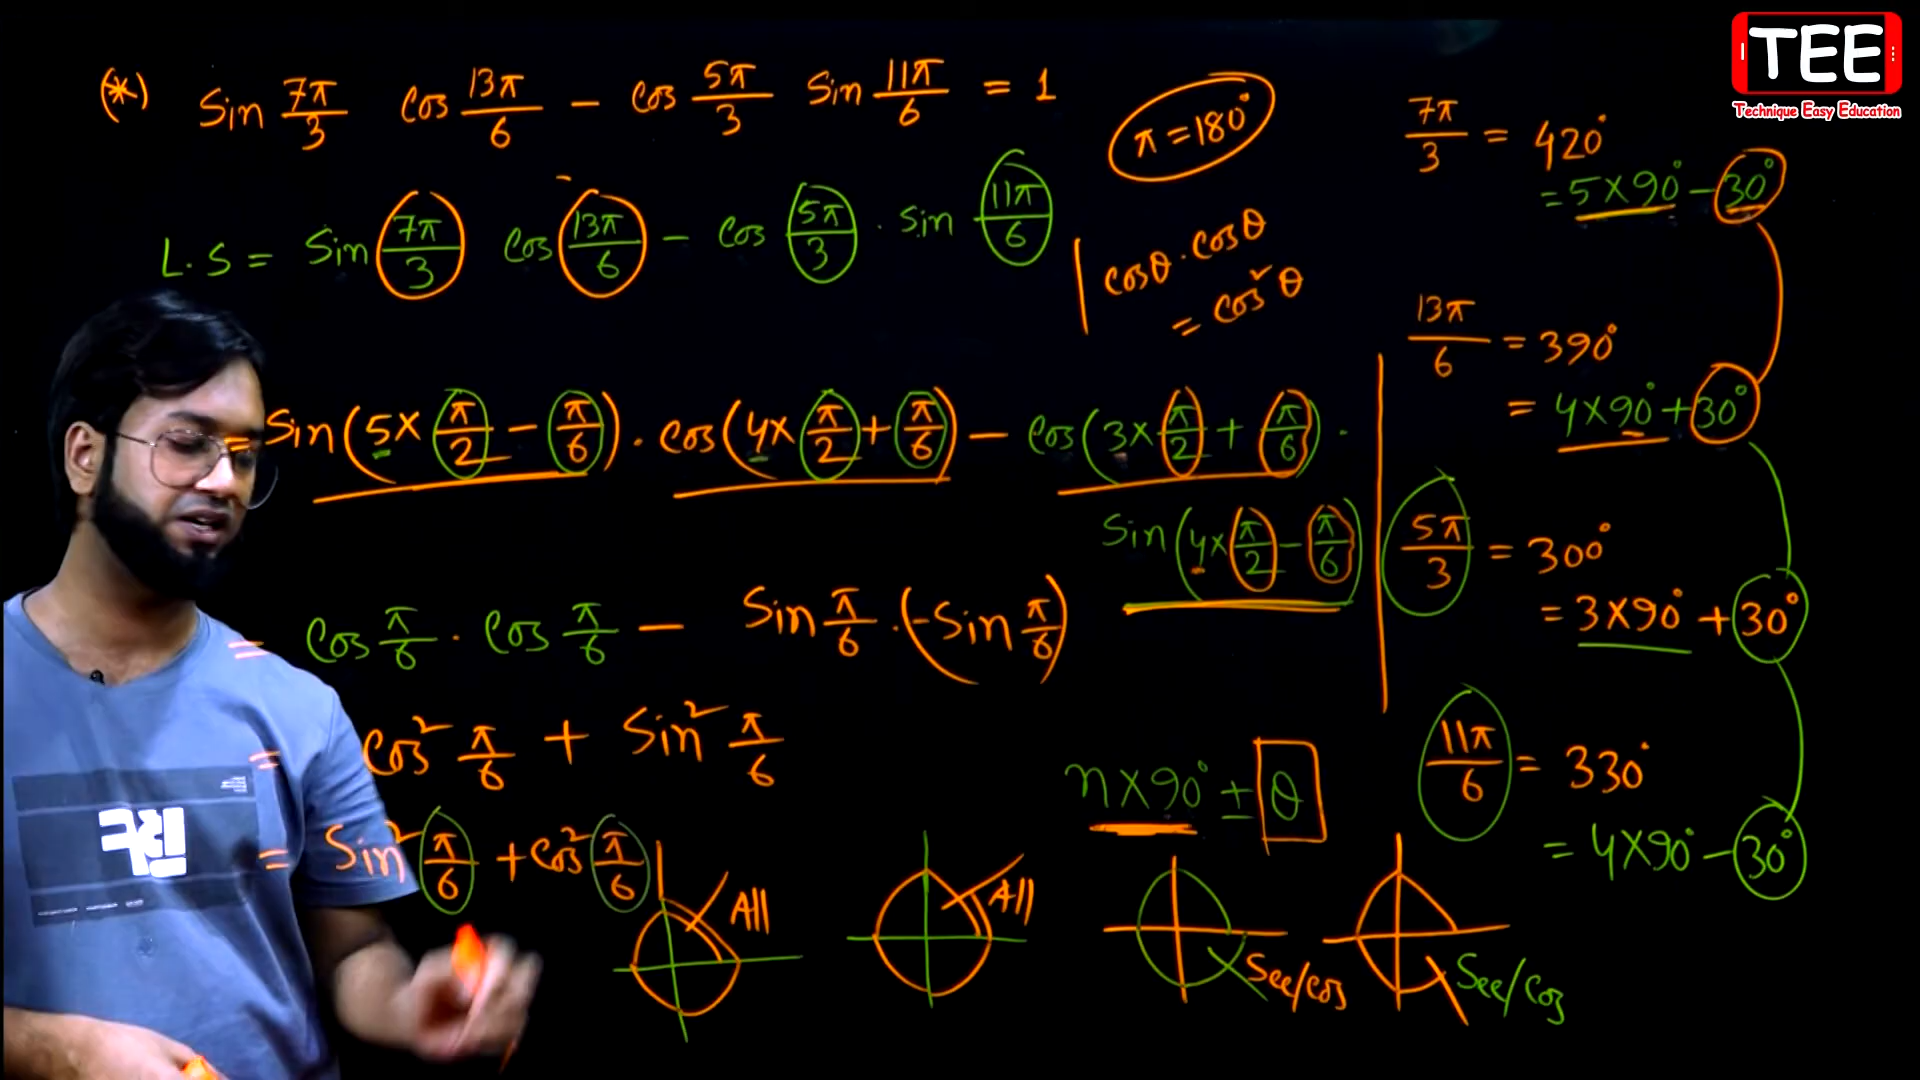 TEE
Technique Easy Education
(*) Sin 7π/3 Cos 13π/6 - Cos 5π/3 Sin 11π/6 = 1
π = 180°
7π/3 = 420°
= 5×90° - 30°
L.S = Sin 7π/3 Cos 13π/6 - Cos 5π/3 . Sin 11π/6
Cosθ . Cosθ
= Cos²θ
13π/6 = 390°
= 4×90° + 30°
= Sin(5×π/2 - π/6) . Cos(4×π/2 + π/6) - Cos(3×π/2 + π/6) .
Sin(4×π/2 - π/6)
5π/3 = 300°
= 3×90° + 30°
= Cos π/6 . Cos π/6 - Sin π/6 . (-Sin π/6)
= Cos² π/6 + Sin² π/6
n×90° ± θ
11π/6 = 330°
= 4×90° - 30°
= Sin² π/6 + Cos² π/6
All
All
Sec/Cos
Sec/Cos